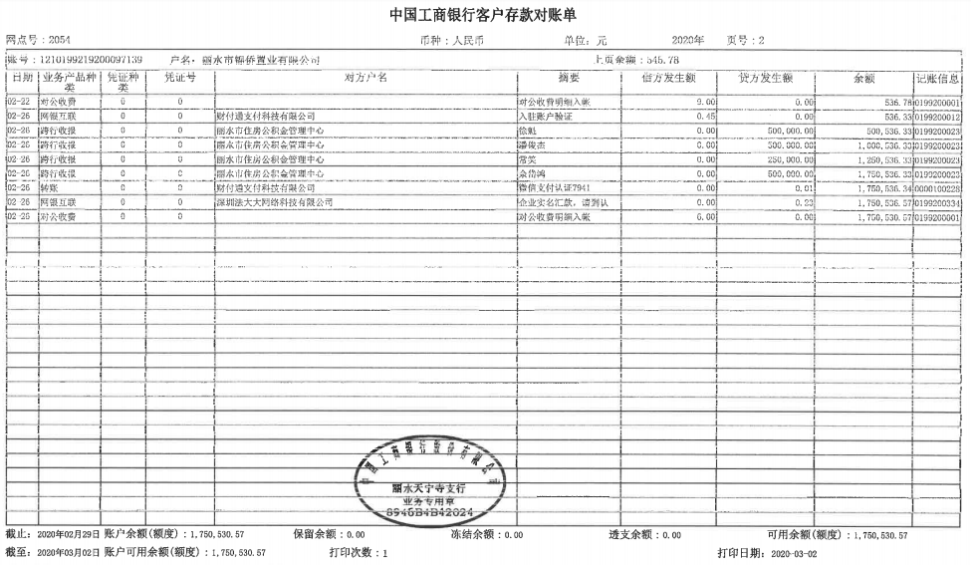 中国工商银行客户存款对账单
网点号：2054 币种：人民币 单位：元 2020年 页号：2
账号：1210199219200097139 户名：丽水市锦侨置业有限公司 上页余额：545.78
日期 业务产品种类 凭证种类 凭证号 对方户名 摘要 借方发生额 贷方发生额 余额 记账信息
02-22 对公收费 0 0 对公收费明细入账 9.00 0.00 536.78 0199200001
02-26 网银互联 0 0 财付通支付科技有限公司 入驻账户验证 0.45 0.00 536.33 0199200012
02-26 跨行收报 0 0 丽水市住房公积金管理中心 徐魁 0.00 500,000.00 500,536.33 0199200023
02-26 跨行收报 0 0 丽水市住房公积金管理中心 潘俊杰 0.00 500,000.00 1,000,536.33 0199200023
02-26 跨行收报 0 0 丽水市住房公积金管理中心 常笑 0.00 250,000.00 1,250,536.33 0199200023
02-26 跨行收报 0 0 丽水市住房公积金管理中心 0.00 500,000.00 1,750,536.33 0199200023
02-26 转账 0 0 财付通支付科技有限公司 微信支付认证7941 0.00 0.01 1,750,536.34 0000100228
02-26 网银互联 0 0 深圳法大大网络科技有限公司 企业实名汇款，请到认 0.00 0.23 1,750,536.57 0199200334
对公收费 0 0 对公收费明细入账 6.00 0.00 1,750,530.57 0199200001
中国工商银行股份有限公司
丽水天宁寺支行
业务专用章
8946B4B42024
截止：2020年02月29日 账户余额(额度)：1,750,530.57 保留余额：0.00 冻结余额：0.00 透支余额：0.00 可用余额(额度)：1,750,530.57
截至：2020年03月02日 账户可用余额(额度)：1,750,530.57 打印次数：1 打印日期：2020-03-02